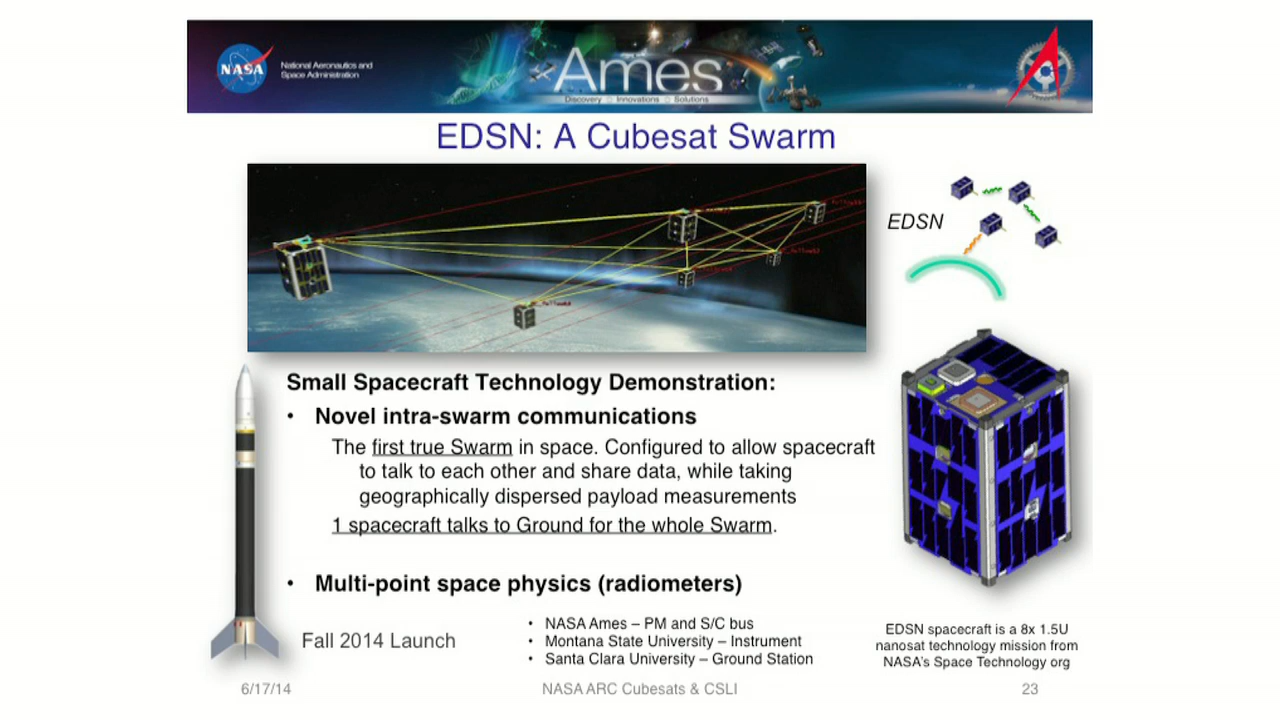 NASA
National Aeronautics and
Space Administration
Ames
Discovery Innovations Solutions
EDSN: A Cubesat Swarm
EDSN
Small Spacecraft Technology Demonstration:
• Novel intra-swarm communications
The first true Swarm in space. Configured to allow spacecraft
to talk to each other and share data, while taking
geographically dispersed payload measurements
1 spacecraft talks to Ground for the whole Swarm.
• Multi-point space physics (radiometers)
Fall 2014 Launch
• NASA Ames – PM and S/C bus
• Montana State University – Instrument
• Santa Clara University – Ground Station
EDSN spacecraft is a 8x 1.5U
nanosat technology mission from
NASA's Space Technology org
6/17/14
NASA ARC Cubesats & CSLI
23